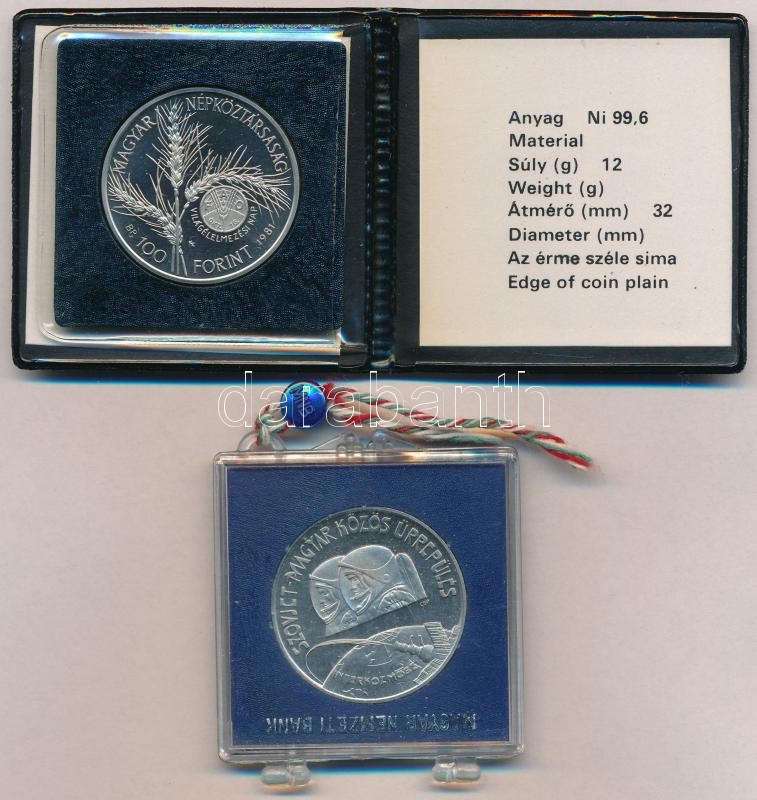 MAGYAR NÉPKÖZTÁRSASÁG
VILÁGÉLELMEZÉSI NAP
BP. 100 FORINT 1981
Anyag Ni 99,6
Material
Súly (g) 12
Weight (g)
Átmérő (mm) 32
Diameter (mm)
Az érme széle sima
Edge of coin plain
darabanth
SZOVJET-MAGYAR KÖZÖS ŰRREPÜLÉS
INTERKOZMOSZ
MAGYAR NEMZETI BANK